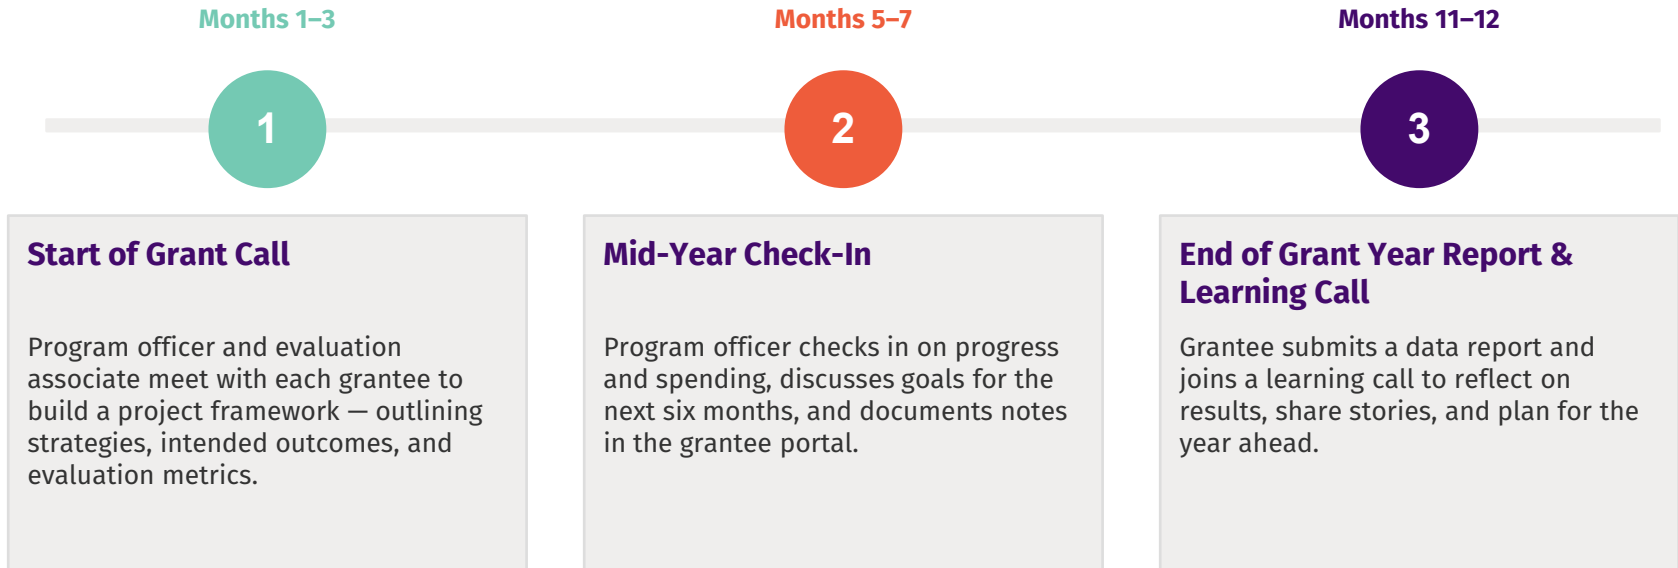 Months 1–3
Months 5–7
Months 11–12
1
2
3
Start of Grant Call
Program officer and evaluation
associate meet with each grantee to
build a project framework — outlining
strategies, intended outcomes, and
evaluation metrics.
Mid-Year Check-In
Program officer checks in on progress
and spending, discusses goals for the
next six months, and documents notes
in the grantee portal.
End of Grant Year Report &
Learning Call
Grantee submits a data report and
joins a learning call to reflect on
results, share stories, and plan for the
year ahead.